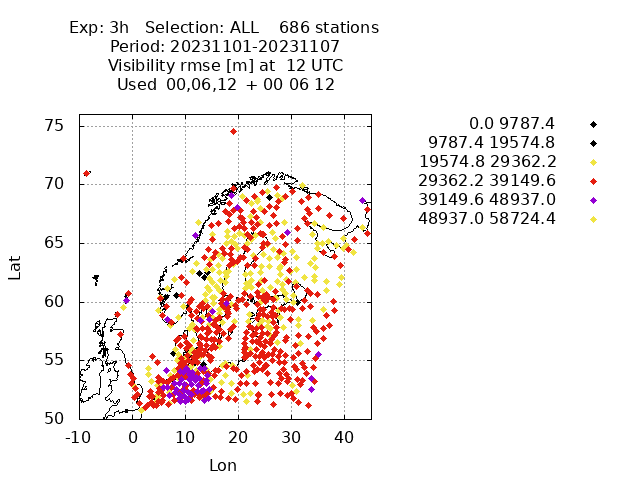 Exp: 3h   Selection: ALL    686 stations
Period: 20231101-20231107
Visibility rmse [m] at  12 UTC
Used  00,06,12  + 00 06 12
0.0 9787.4
9787.4 19574.8
19574.8 29362.2
29362.2 39149.6
39149.6 48937.0
48937.0 58724.4
75
70
65
60
55
50
Lat
-10 0 10 20 30 40
Lon